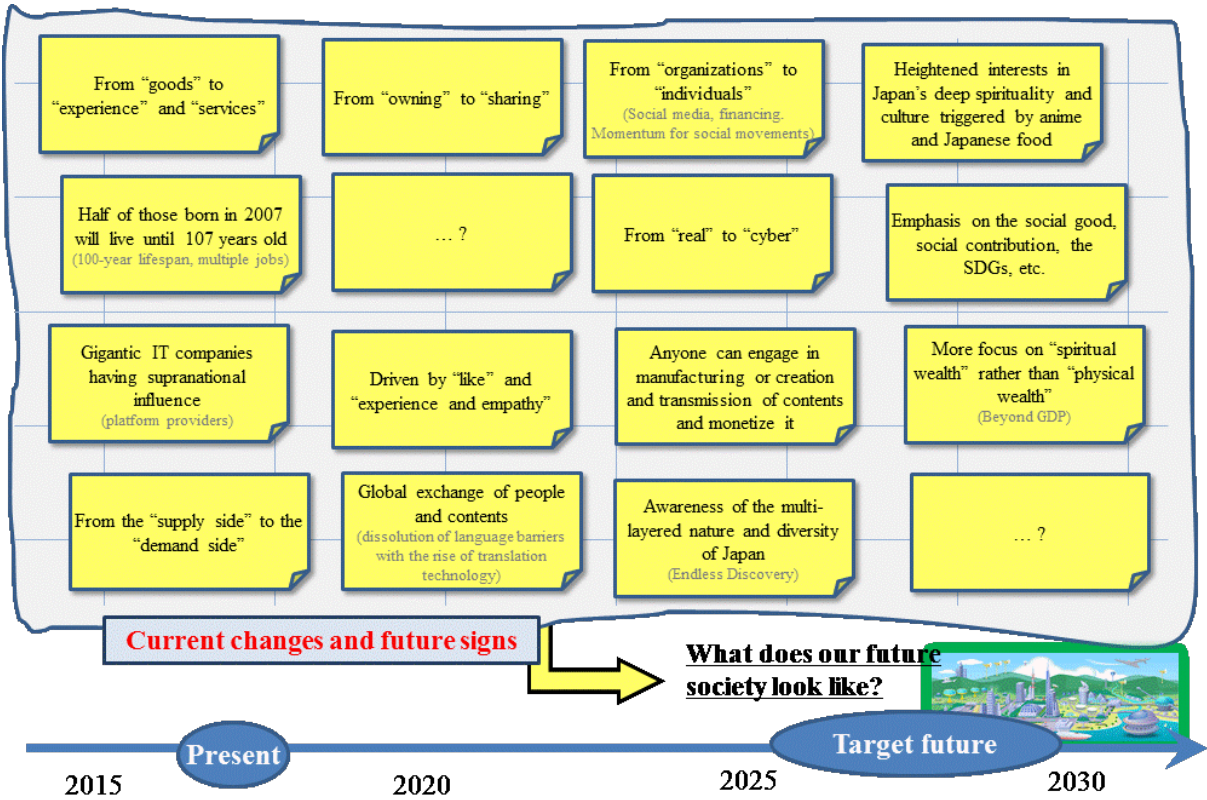 From “goods” to
“experience” and “services”
From “owning” to “sharing”
From “organizations” to
“individuals”
(Social media, financing.
Momentum for social movements)
Heightened interests in
Japan’s deep spirituality and
culture triggered by anime
and Japanese food
Half of those born in 2007
will live until 107 years old
(100-year lifespan, multiple jobs)
… ?
From “real” to “cyber”
Emphasis on the social good,
social contribution, the
SDGs, etc.
Gigantic IT companies
having supranational
influence
(platform providers)
Driven by “like” and
“experience and empathy”
Anyone can engage in
manufacturing or creation
and transmission of contents
and monetize it
More focus on “spiritual
wealth” rather than “physical
wealth”
(Beyond GDP)
From the “supply side” to the
“demand side”
Global exchange of people
and contents
(dissolution of language barriers
with the rise of translation
technology)
Awareness of the multi-
layered nature and diversity
of Japan
(Endless Discovery)
… ?
Current changes and future signs
What does our future
society look like?
Present
Target future
2015
2020
2025
2030